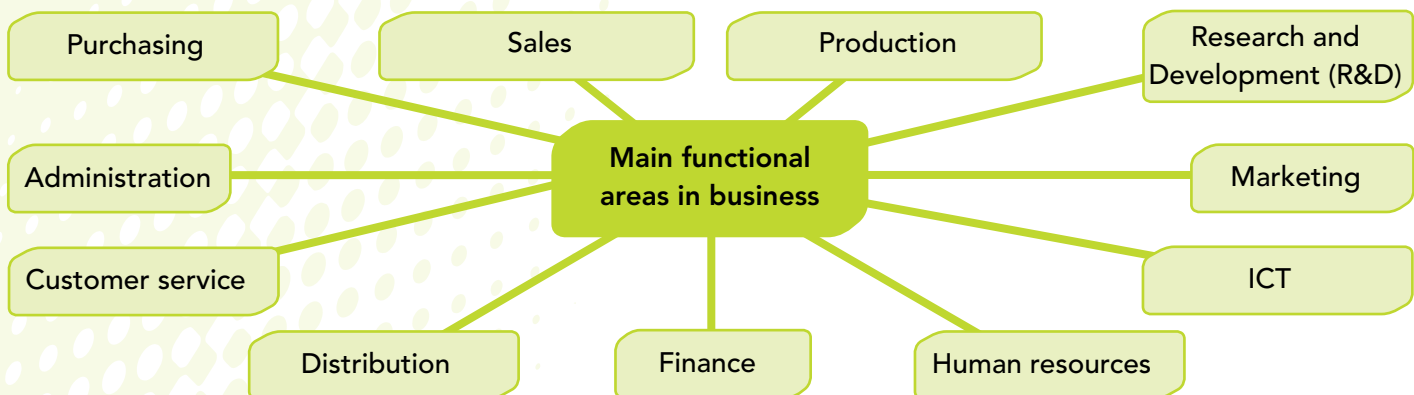 Purchasing
Sales
Production
Research and
Development (R&D)
Main functional
areas in business
Administration
Marketing
Customer service
ICT
Distribution
Finance
Human resources